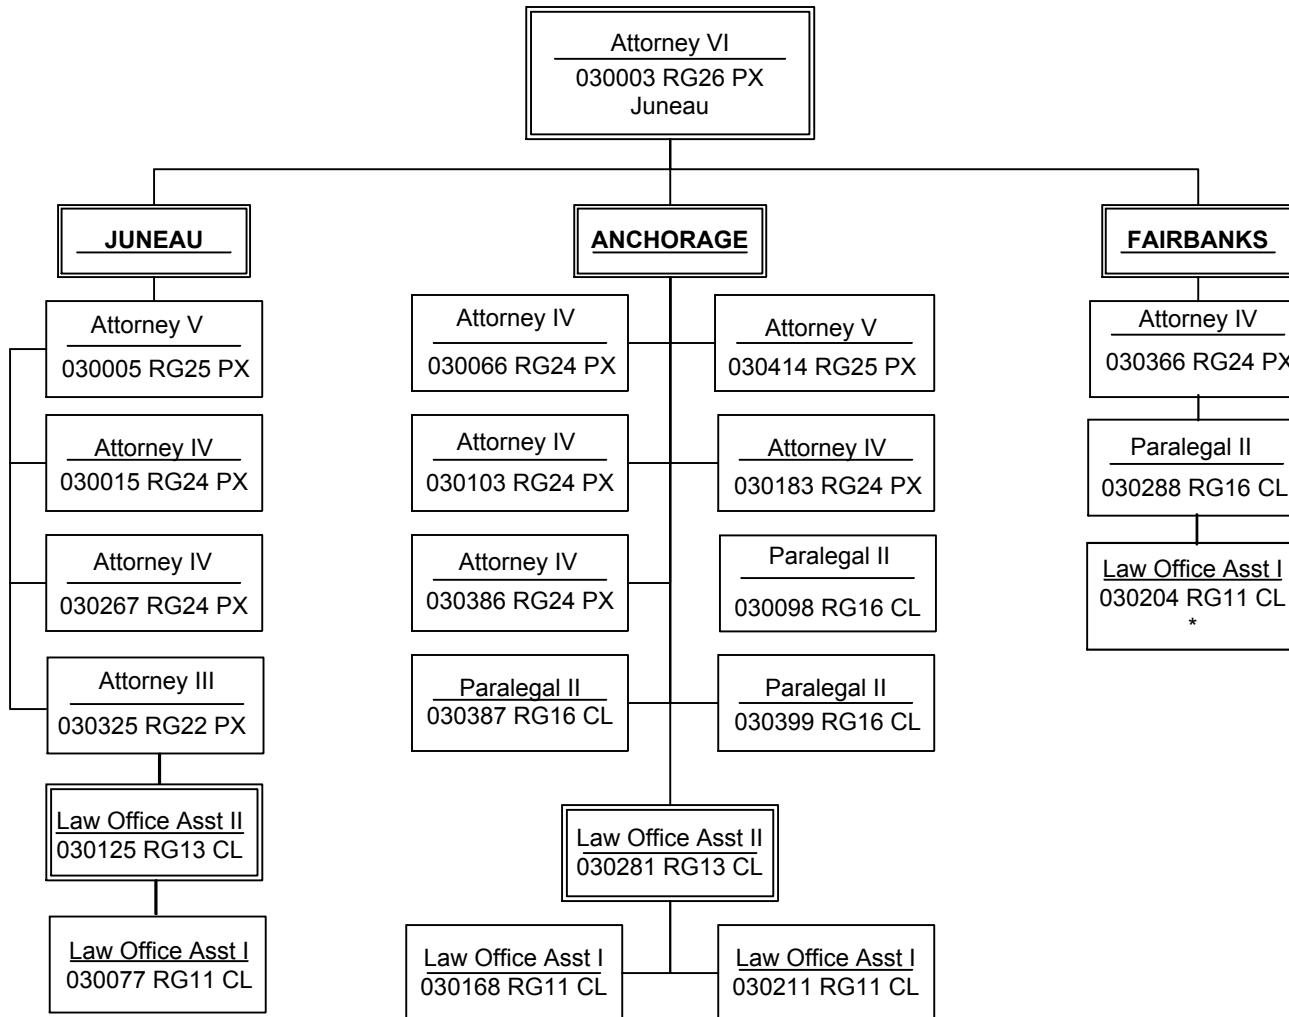 Attorney VI
030003 RG26 PX
Juneau
JUNEAU
Attorney V
030005 RG25 PX
Attorney IV
030015 RG24 PX
Attorney IV
030267 RG24 PX
Attorney III
030325 RG22 PX
Law Office Asst II
030125 RG13 CL
Law Office Asst I
030077 RG11 CL
ANCHORAGE
Attorney IV
030066 RG24 PX
Attorney V
030414 RG25 PX
Attorney IV
030103 RG24 PX
Attorney IV
030183 RG24 PX
Attorney IV
030386 RG24 PX
Paralegal II
030098 RG16 CL
Paralegal II
030387 RG16 CL
Paralegal II
030399 RG16 CL
Law Office Asst II
030281 RG13 CL
Law Office Asst I
030168 RG11 CL
Law Office Asst I
030211 RG11 CL
FAIRBANKS
Attorney IV
030366 RG24 PX
Paralegal II
030288 RG16 CL
Law Office Asst I
030204 RG11 CL
*